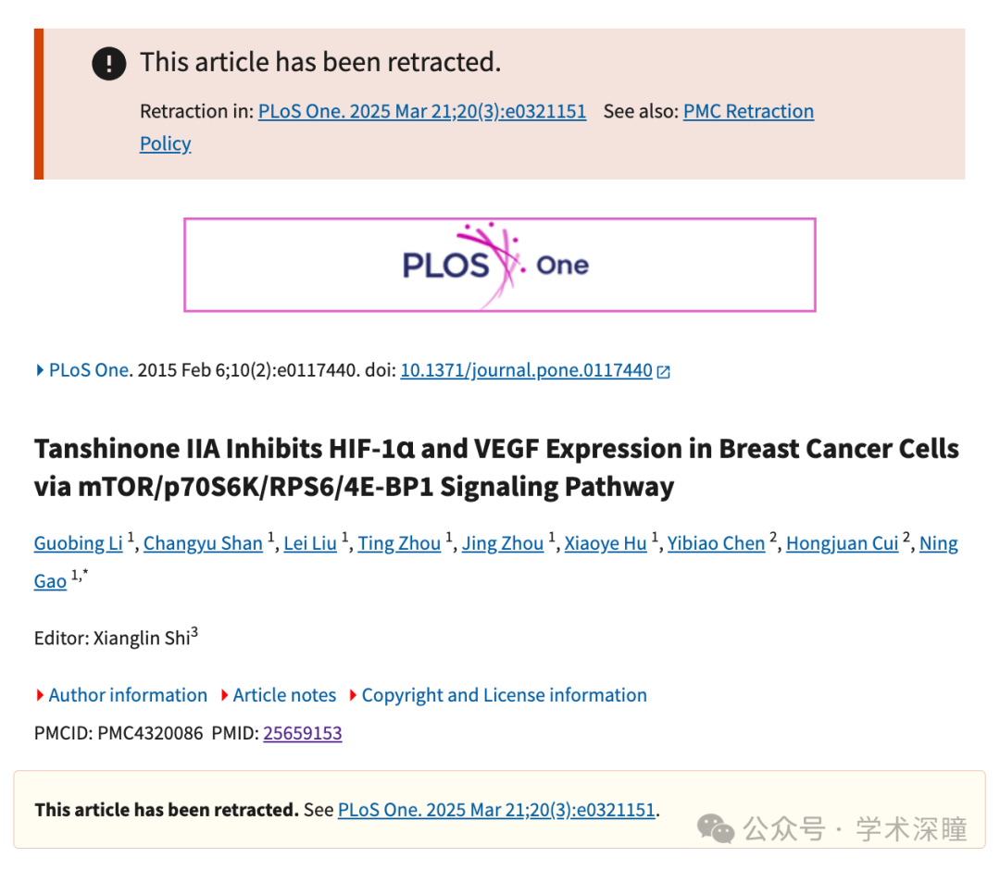 This article has been retracted.
Retraction in: PLoS One. 2025 Mar 21;20(3):e0321151 See also: PMC Retraction
Policy
PLOS One
PLoS One. 2015 Feb 6;10(2):e0117440. doi: 10.1371/journal.pone.0117440
Tanshinone IIA Inhibits HIF-1α and VEGF Expression in Breast Cancer Cells
via mTOR/p70S6K/RPS6/4E-BP1 Signaling Pathway
Guobing Li 1, Changyu Shan 1, Lei Liu 1, Ting Zhou 1, Jing Zhou 1, Xiaoye Hu 1, Yibiao Chen 2, Hongjuan Cui 2, Ning
Gao 1,*
Editor: Xianglin Shi3
Author information Article notes Copyright and License information
PMCID: PMC4320086 PMID: 25659153
This article has been retracted. See PLoS One. 2025 Mar 21;20(3):e0321151.
公众号 · 学术深瞳